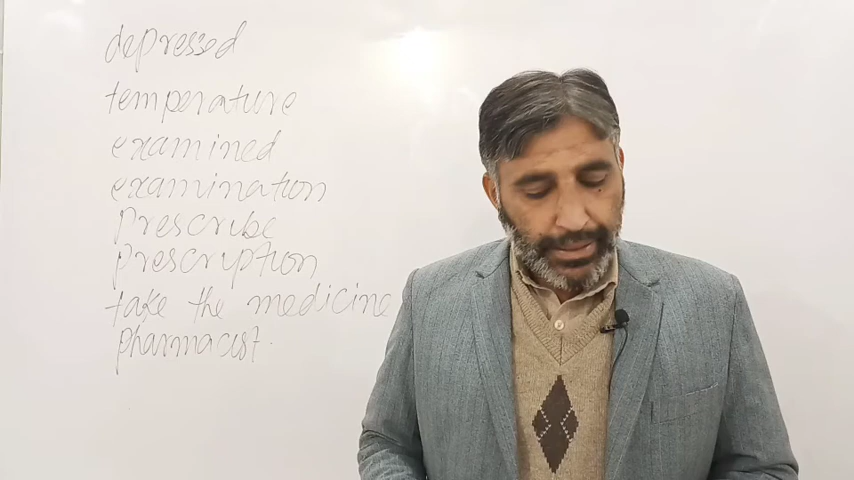 depressed
temperature
examined
examination
Prescribe
prescription
take the medicine
pharmacist.